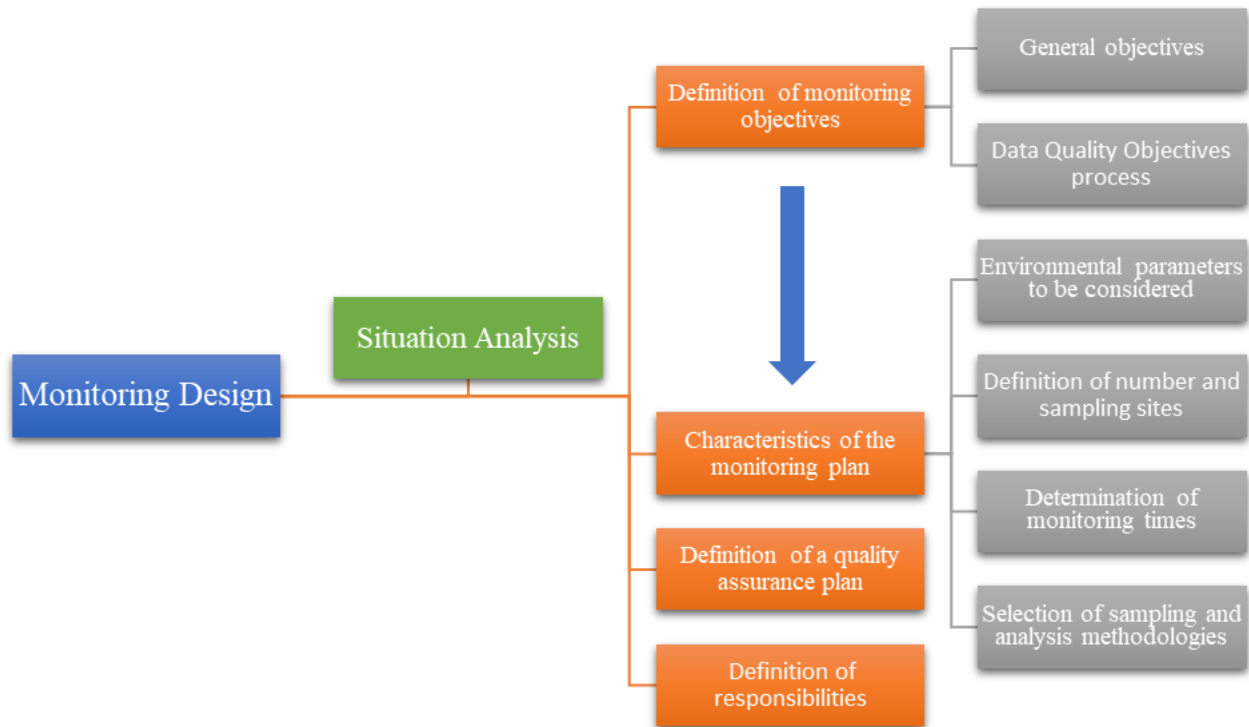 Monitoring Design
Situation Analysis
Definition of monitoring
objectives
General objectives
Data Quality Objectives
process
Characteristics of the
monitoring plan
Environmental parameters
to be considered
Definition of number and
sampling sites
Determination of
monitoring times
Selection of sampling and
analysis methodologies
Definition of a quality
assurance plan
Definition of
responsibilities